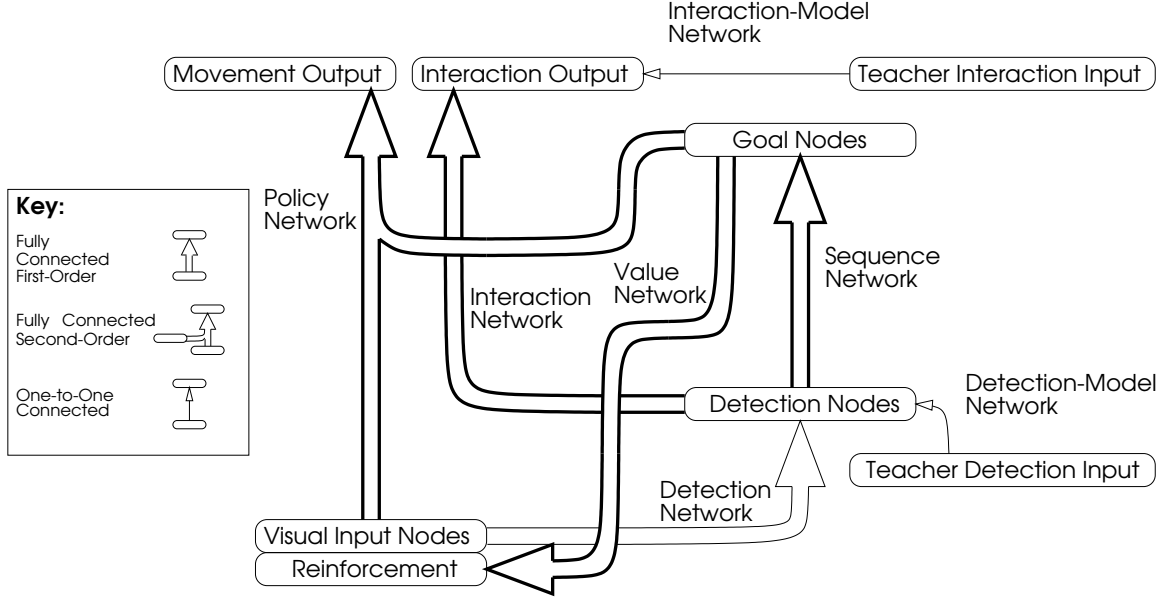 Interaction-Model
Network
Movement Output
Interaction Output
Teacher Interaction Input
Goal Nodes
Key:
Fully
Connected
First-Order
Fully Connected
Second-Order
One-to-One
Connected
Policy
Network
Sequence
Network
Value
Network
Interaction
Network
Detection-Model
Network
Detection Nodes
Teacher Detection Input
Detection
Network
Visual Input Nodes
Reinforcement